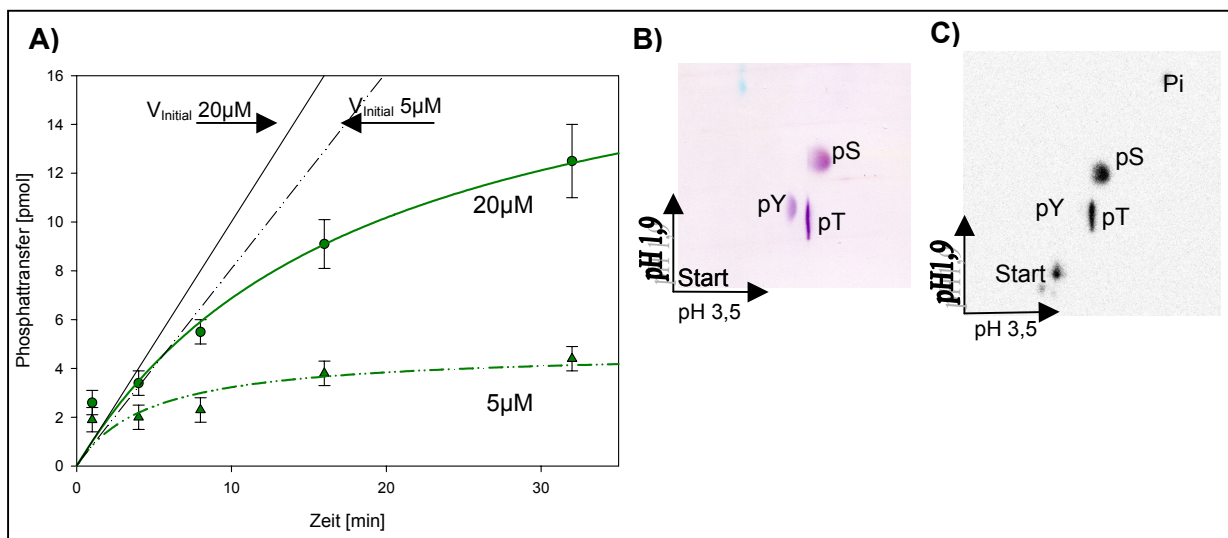 A)
16
14
12
10
8
6
4
2
0
Phosphattransfer [pmol]
V Initial 20µM
V Initial 5µM
20µM
5µM
0
10
20
30
Zeit [min]
B)
pS
pY
pT
Start
pH 1,9
pH 3,5
C)
Pi
pS
pY
pT
Start
pH1,9
pH 3,5